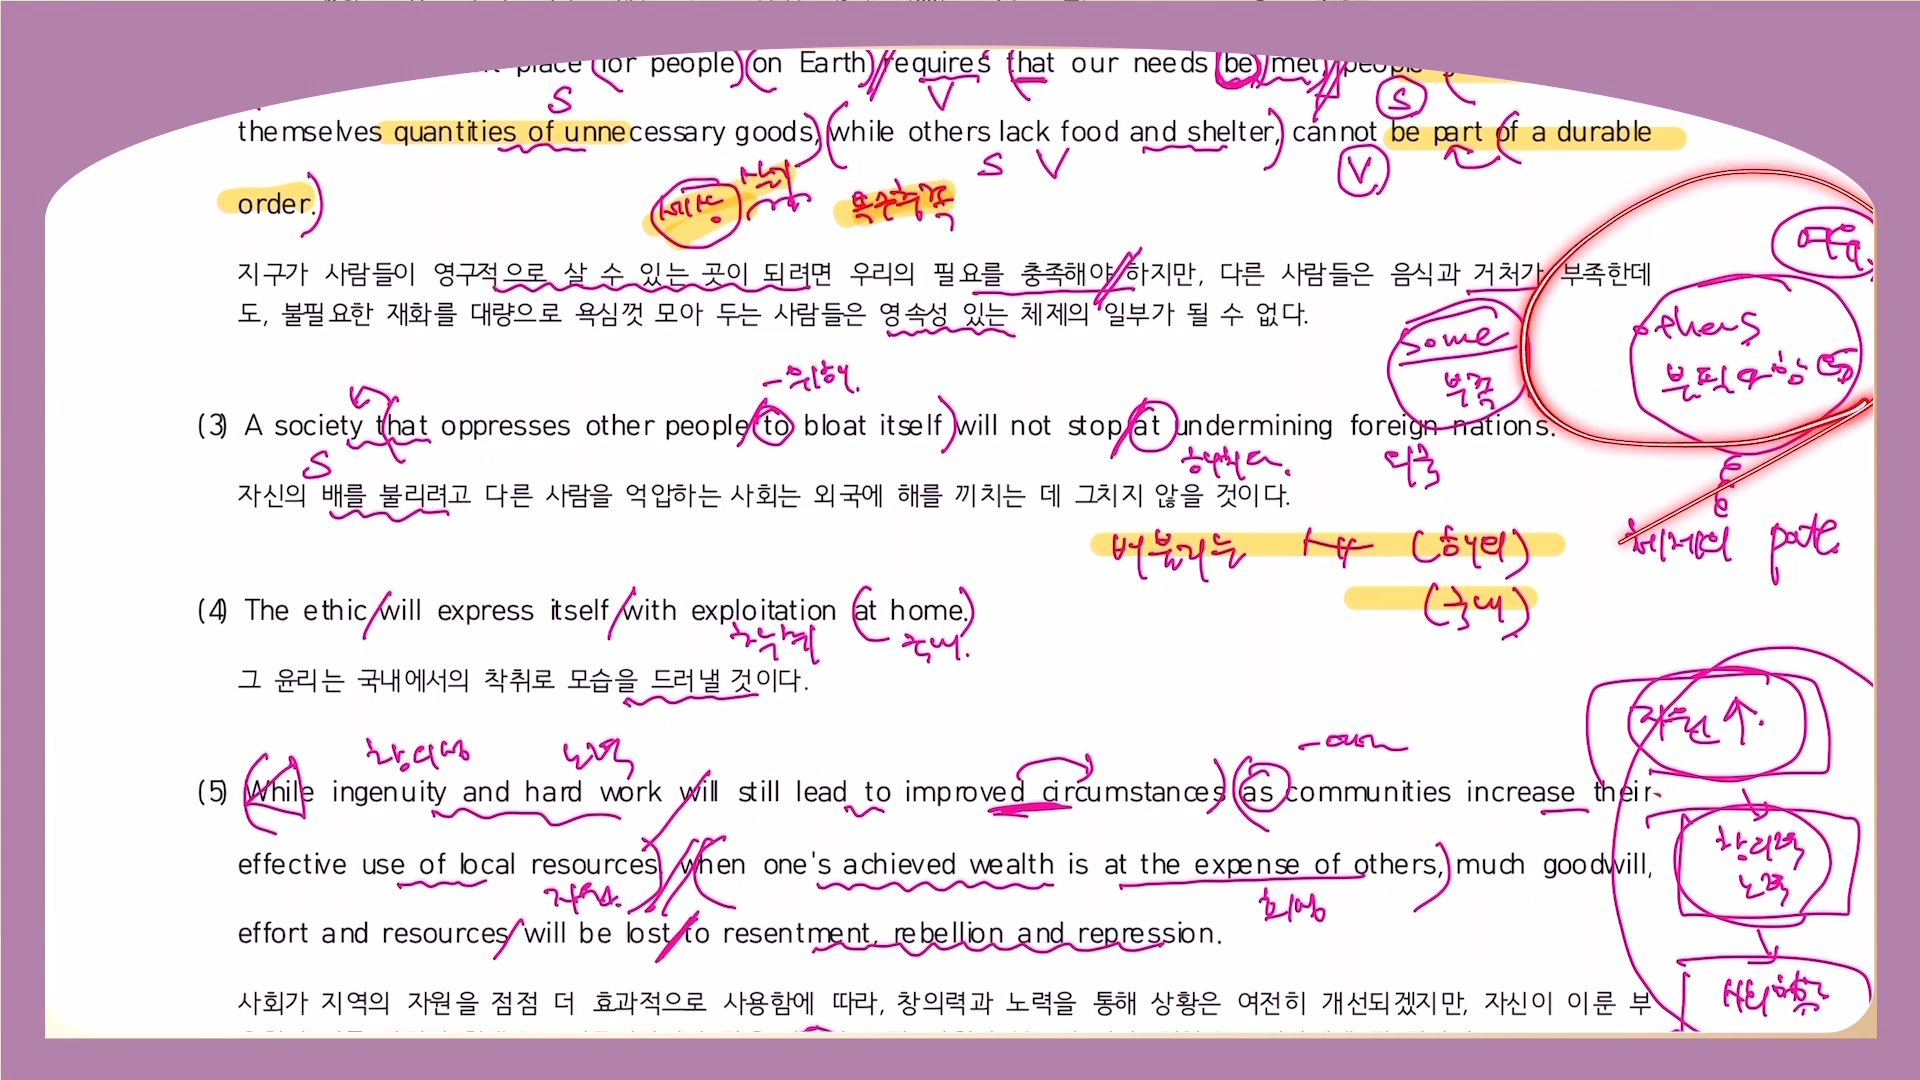 place for people on Earth requires that our needs be met, people
S V S
themselves quantities of unnecessary goods, while others lack food and shelter, cannot be part of a durable
S V V
order.
지구가 사람들이 영구적으로 살 수 있는 곳이 되려면 우리의 필요를 충족해야 하지만, 다른 사람들은 음식과 거처가 부족한데
도, 불필요한 재화를 대량으로 욕심껏 모아 두는 사람들은 영속성 있는 체제의 일부가 될 수 없다.
some
부족
others
-위해.
(3) A society that oppresses other people to bloat itself will not stop at undermining foreign nations.
S
외국
자신의 배를 불리려고 다른 사람을 억압하는 사회는 외국에 해를 끼치는 데 그치지 않을 것이다.
(국내)
(4) The ethic will express itself with exploitation at home.
국내.
그 윤리는 국내에서의 착취로 모습을 드러낼 것이다.
자원 ↑
창의성 노력
(5) While ingenuity and hard work will still lead to improved circumstances as communities increase their
창의력
노력
effective use of local resources, when one's achieved wealth is at the expense of others, much goodwill,
자원. 희생
effort and resources will be lost to resentment, rebellion and repression.
사회가 지역의 자원을 점점 더 효과적으로 사용함에 따라, 창의력과 노력을 통해 상황은 여전히 개선되겠지만, 자신이 이룬 부